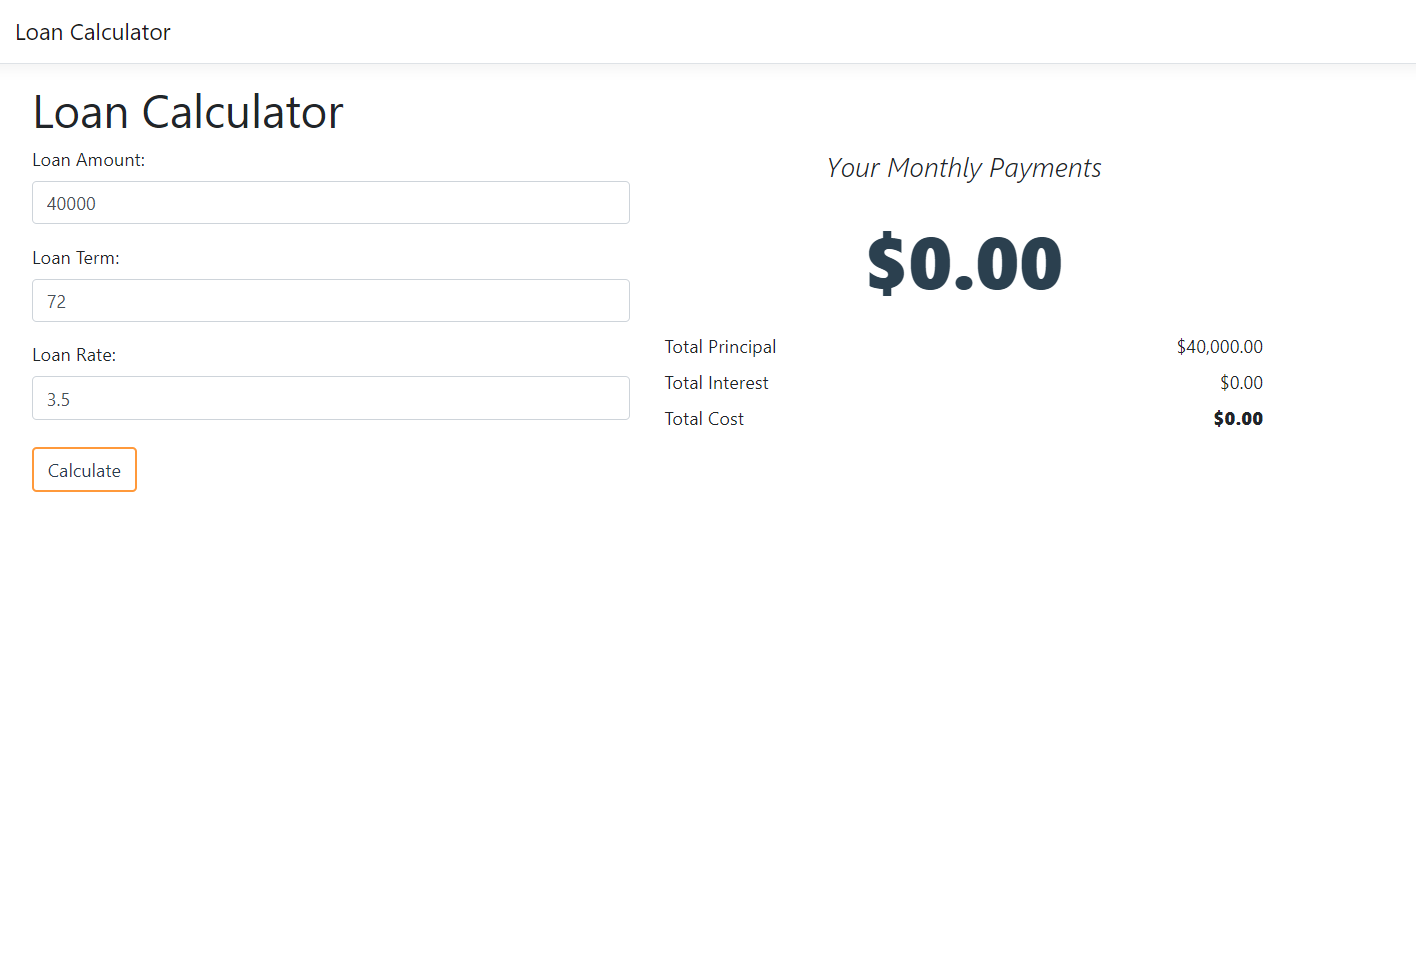 Loan Calculator
Loan Calculator
Loan Amount:
40000
Loan Term:
72
Loan Rate:
3.5
Calculate
Your Monthly Payments
$0.00
Total Principal $40,000.00
Total Interest $0.00
Total Cost $0.00